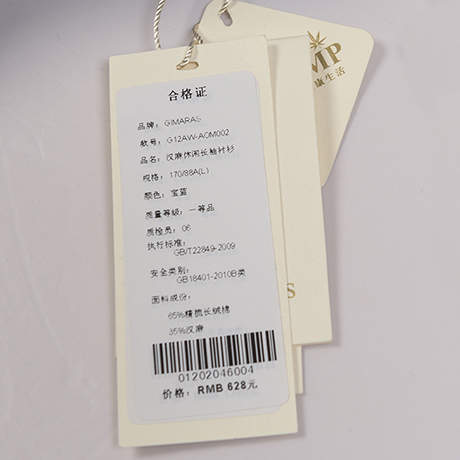 合格证
品牌：GIMARAS
款号：G12AW-AOM002
品名：汉麻休闲长袖衬衫
规格：170/88A(L)
颜色：宝蓝
质量等级：一等品
质检员：06
执行标准：
GB/T22849-2009
安全类别：
GB18401-2010B类
面料成份：
65%精梳长绒棉
35%汉麻
01202046004
价格：RMB 628元
MP
康生活
S